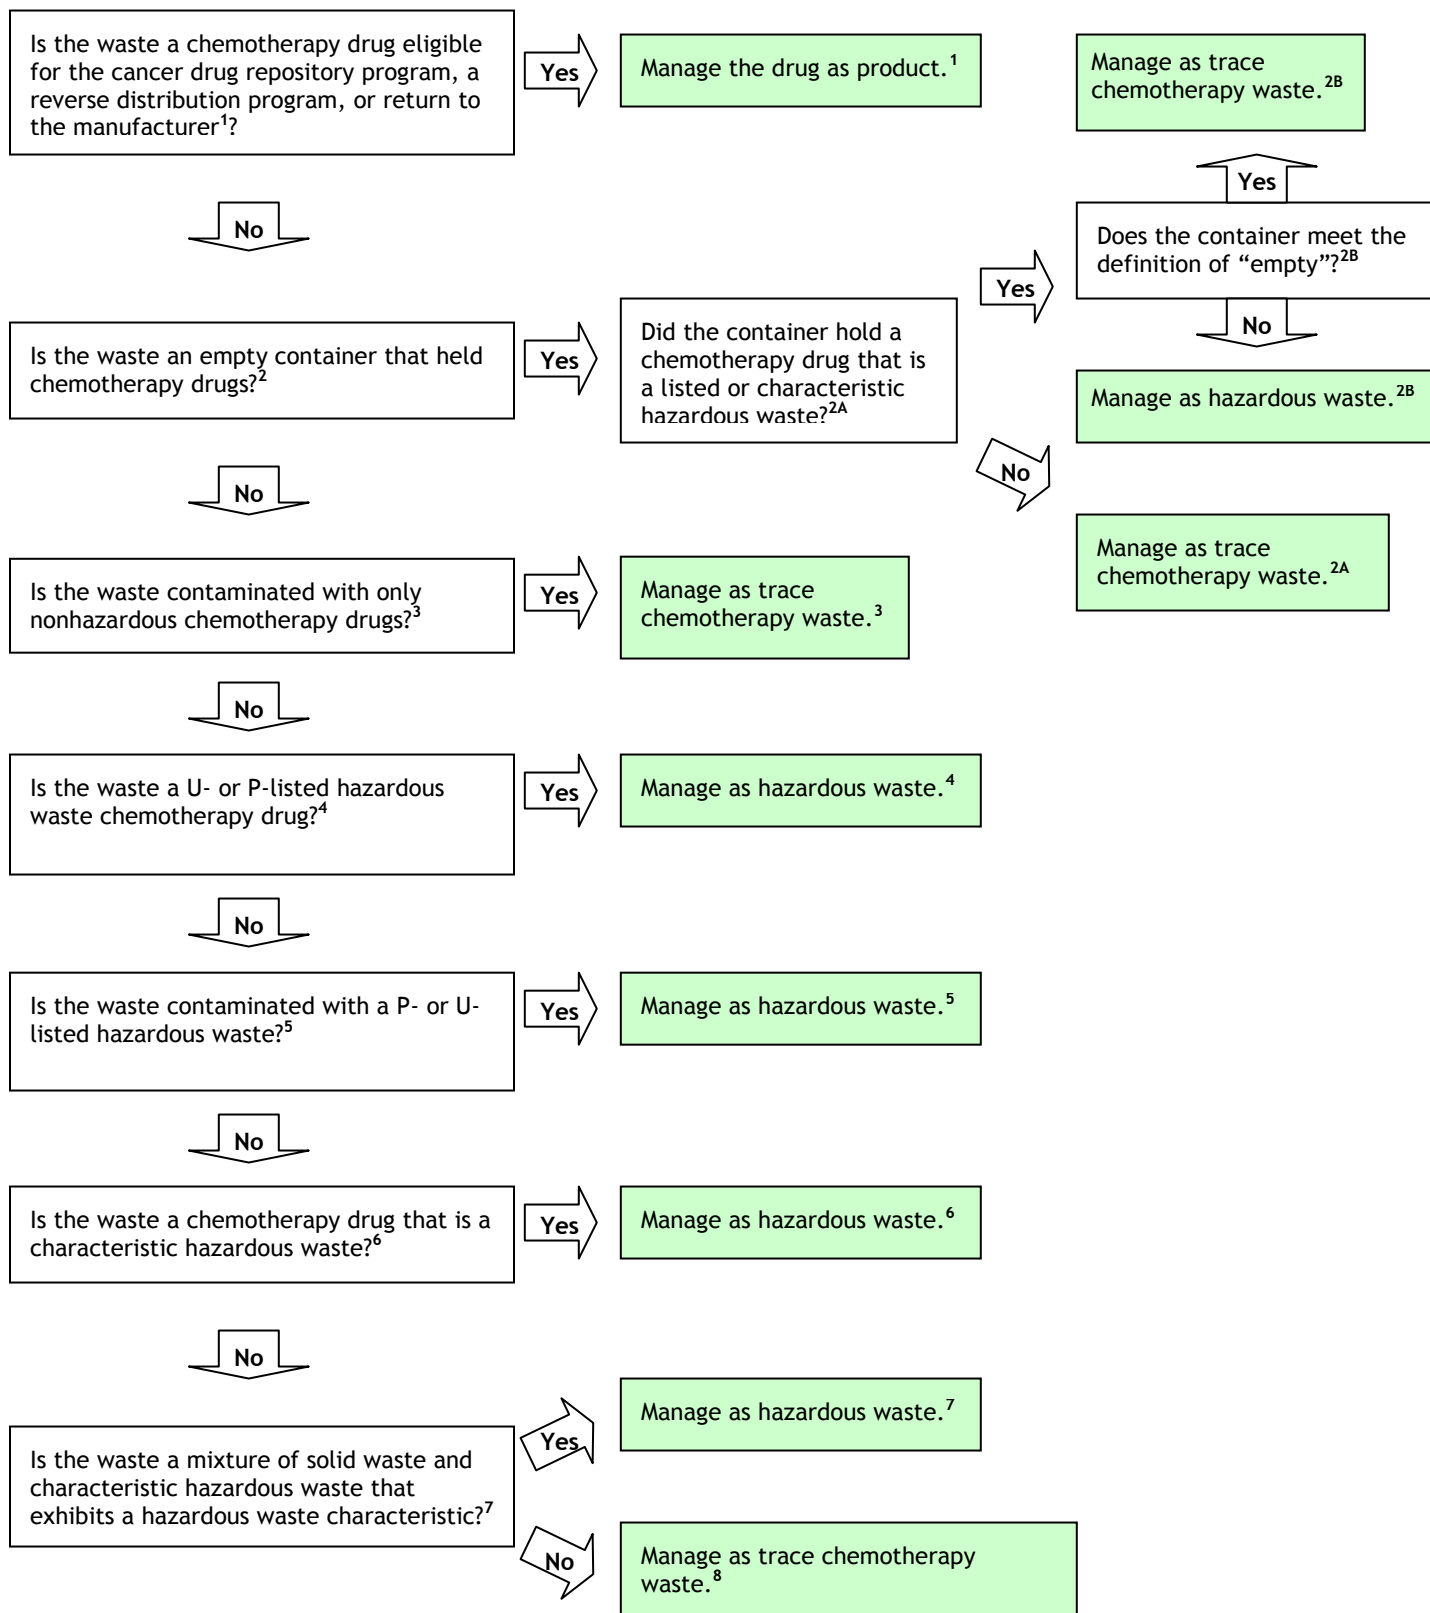 Is the waste a chemotherapy drug eligible
for the cancer drug repository program, a
reverse distribution program, or return to
the manufacturer¹?
Yes
Manage the drug as product.¹
No
Is the waste an empty container that held
chemotherapy drugs?²
Yes
Did the container hold a
chemotherapy drug that is
a listed or characteristic
hazardous waste?²ᴬ
Yes
Does the container meet the
definition of “empty”?²ᴮ
Yes
Manage as trace
chemotherapy waste.²ᴮ
No
Manage as hazardous waste.²ᴮ
No
Manage as trace
chemotherapy waste.²ᴬ
No
Is the waste contaminated with only
nonhazardous chemotherapy drugs?³
Yes
Manage as trace
chemotherapy waste.³
No
Is the waste a U- or P-listed hazardous
waste chemotherapy drug?⁴
Yes
Manage as hazardous waste.⁴
No
Is the waste contaminated with a P- or U-
listed hazardous waste?⁵
Yes
Manage as hazardous waste.⁵
No
Is the waste a chemotherapy drug that is a
characteristic hazardous waste?⁶
Yes
Manage as hazardous waste.⁶
No
Is the waste a mixture of solid waste and
characteristic hazardous waste that
exhibits a hazardous waste characteristic?⁷
Yes
Manage as hazardous waste.⁷
No
Manage as trace chemotherapy
waste.⁸